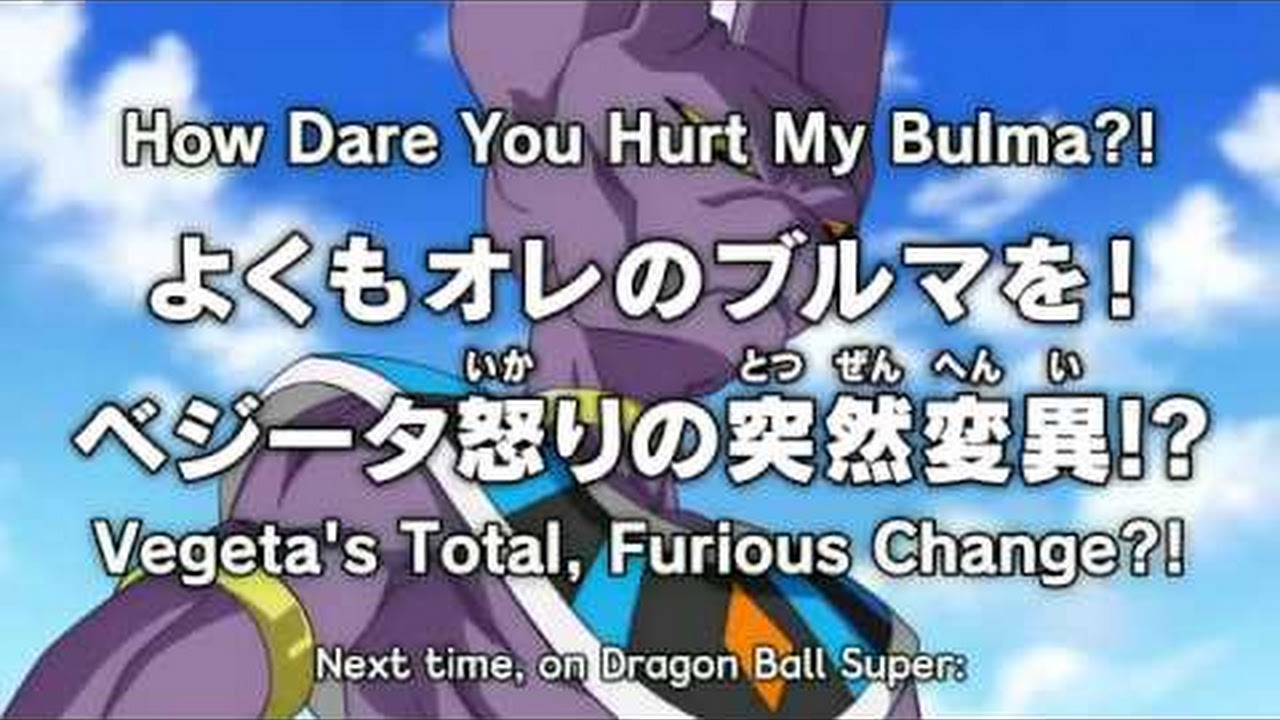 How Dare You Hurt My Bulma?!
よくもオレのブルマを!
いか とつ ぜん へん い
ベジータ怒りの突然変異!?
Vegeta's Total, Furious Change?!
Next time, on Dragon Ball Super: